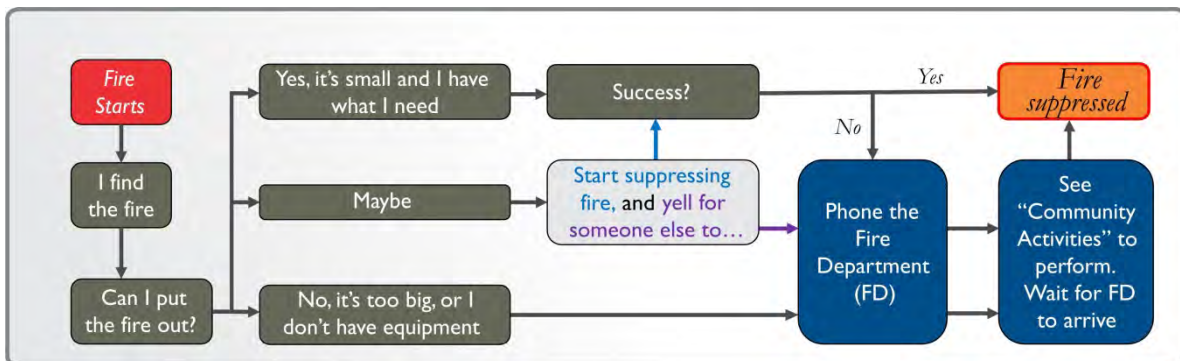 Fire
Starts
I find
the fire
Can I put
the fire out?
Yes, it's small and I have
what I need
Maybe
No, it's too big, or I
don't have equipment
Success?
Start suppressing
fire, and yell for
someone else to…
Yes
No
Phone the
Fire
Department
(FD)
Fire
suppressed
See
“Community
Activities” to
perform.
Wait for FD
to arrive